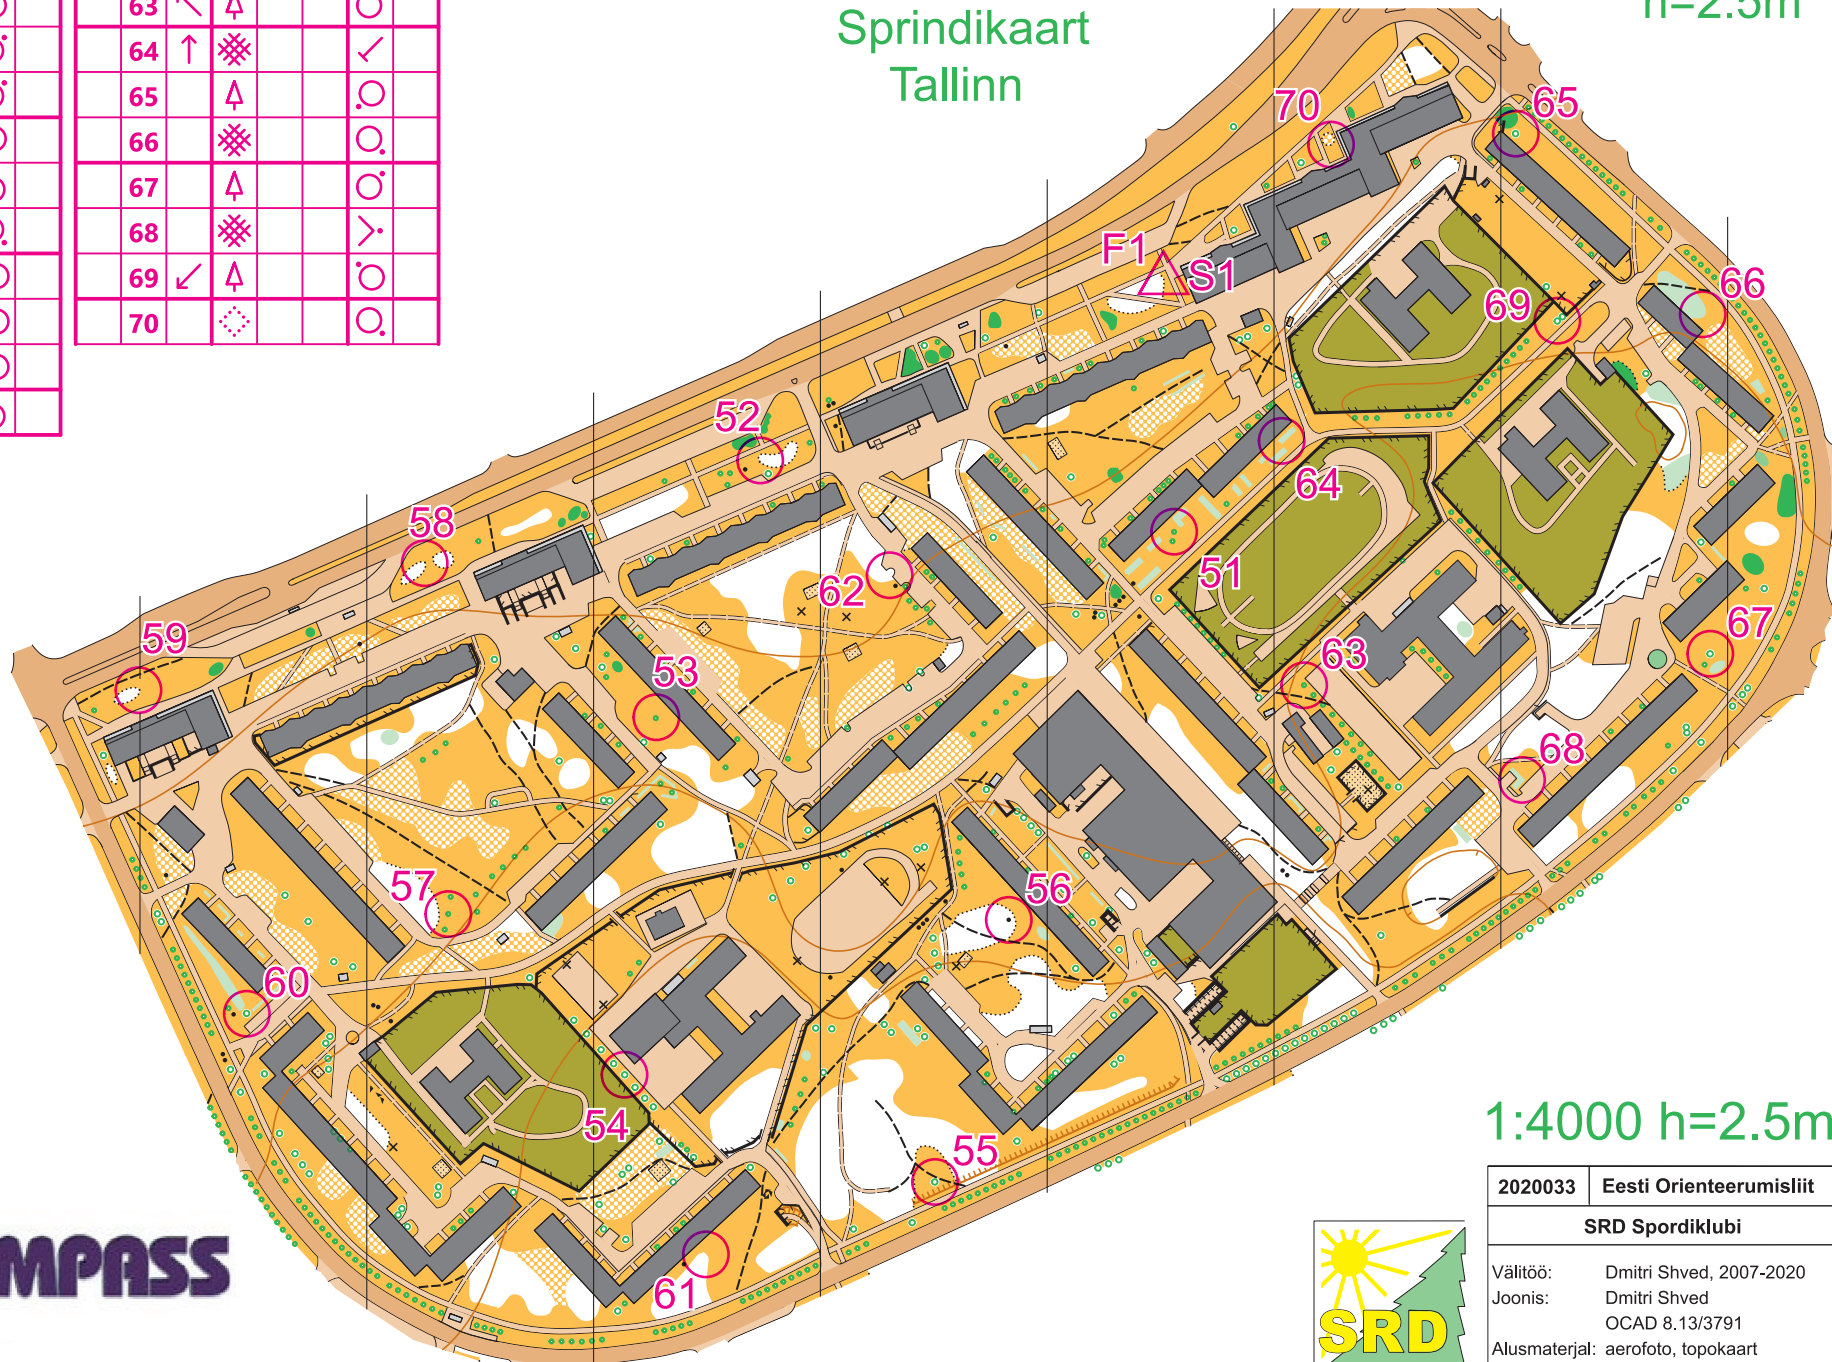 63
64
65
66
67
68
69
70
Sprindikaart
Tallinn
h=2.5m
70
65
F1
S1
66
69
52
64
58
51
62
59
53
63
67
68
57
56
60
54
55
61
1:4000 h=2.5m
2020033 Eesti Orienteerumisliit
SRD Spordiklubi
Välitöö: Dmitri Shved, 2007-2020
Joonis: Dmitri Shved
OCAD 8.13/3791
Alusmaterjal: aerofoto, topokaart
SRD
MPASS